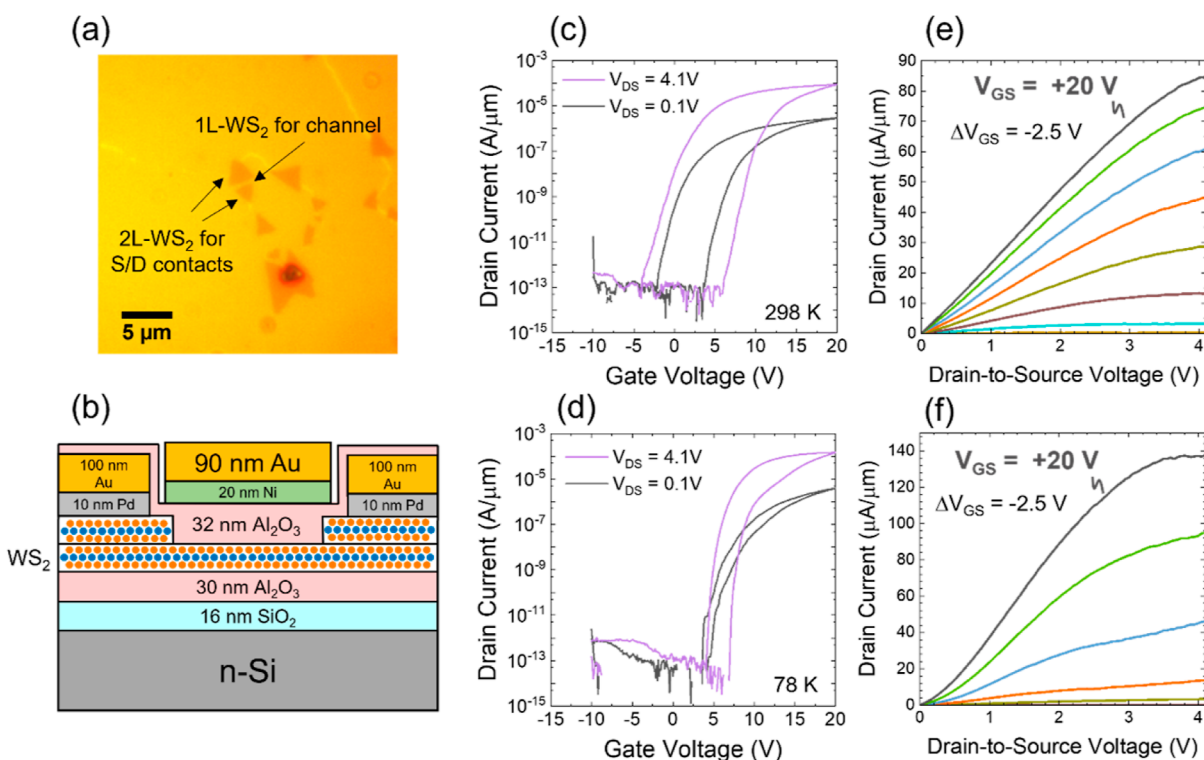 (a)
1L-WS₂ for channel
2L-WS₂ for
S/D contacts
5 µm
(b)
100 nm
Au
10 nm Pd
90 nm Au
20 nm Ni
100 nm
Au
10 nm Pd
32 nm Al₂O₃
WS₂
30 nm Al₂O₃
16 nm SiO₂
n-Si
(c)
V_DS = 4.1V
V_DS = 0.1V
Drain Current (A/µm)
10⁻³
10⁻⁵
10⁻⁷
10⁻⁹
10⁻¹¹
10⁻¹³
10⁻¹⁵
298 K
-15 -10 -5 0 5 10 15 20
Gate Voltage (V)
(d)
V_DS = 4.1V
V_DS = 0.1V
Drain Current (A/µm)
10⁻³
10⁻⁵
10⁻⁷
10⁻⁹
10⁻¹¹
10⁻¹³
10⁻¹⁵
78 K
-15 -10 -5 0 5 10 15 20
Gate Voltage (V)
(e)
V_GS = +20 V
ΔV_GS = -2.5 V
Drain Current (µA/µm)
90
80
70
60
50
40
30
20
10
0
0 1 2 3 4
Drain-to-Source Voltage (V)
(f)
V_GS = +20 V
ΔV_GS = -2.5 V
Drain Current (µA/µm)
140
120
100
80
60
40
20
0
0 1 2 3 4
Drain-to-Source Voltage (V)